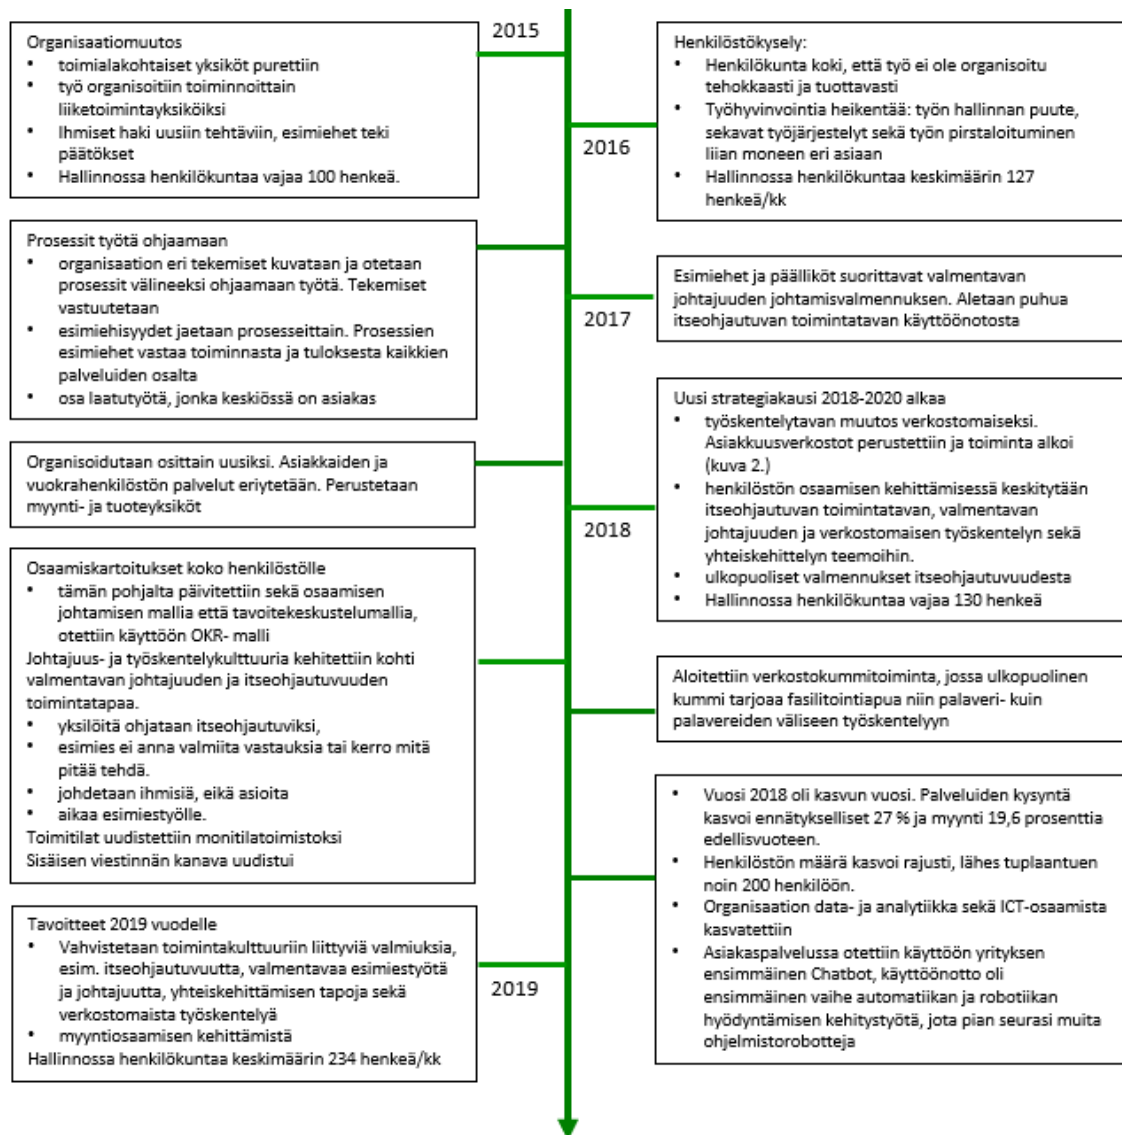 2015
Organisaatiomuutos
• toimialakohtaiset yksiköt purettiin
• työ organisoitiin toiminnoittain
liiketoimintayksiköiksi
• Ihmiset haki uusiin tehtäviin, esimiehet teki
päätökset
• Hallinnossa henkilökuntaa vajaa 100 henkeä.
Henkilöstökysely:
• Henkilökunta koki, että työ ei ole organisoitu
tehokkaasti ja tuottavasti
• Työhyvinvointia heikentää: työn hallinnan puute,
sekavat työjärjestelyt sekä työn pirstaloituminen
liian moneen eri asiaan
• Hallinnossa henkilökuntaa keskimäärin 127
henkeä/kk
2016
Prosessit työtä ohjaamaan
• organisaation eri tekemiset kuvataan ja otetaan
prosessit välineeksi ohjaamaan työtä. Tekemiset
vastuutetaan
• esimiehisyydet jaetaan prosesseittain. Prosessien
esimiehet vastaa toiminnasta ja tuloksesta kaikkien
palveluiden osalta
• osa laatutyötä, jonka keskiössä on asiakas
Esimiehet ja päälliköt suorittavat valmentavan
johtajuuden johtamisvalmennuksen. Aletaan puhua
itseohjautuvan toimintatavan käyttöönotosta
2017
Organisoidutaan osittain uusiksi. Asiakkaiden ja
vuokrahenkilöstön palvelut eriytetään. Perustetaan
myynti- ja tuoteyksiköt
Uusi strategiakausi 2018-2020 alkaa
• työskentelytavan muutos verkostomaiseksi.
Asiakkuusverkostot perustettiin ja toiminta alkoi
(kuva 2.)
• henkilöstön osaamisen kehittämisessä keskitytään
itseohjautuvan toimintatavan, valmentavan
johtajuuden ja verkostomaisen työskentelyn sekä
yhteiskehittelyn teemoihin.
• ulkopuoliset valmennukset itseohjautuvuudesta
• Hallinnossa henkilökuntaa vajaa 130 henkeä
2018
Osaamiskartoitukset koko henkilöstölle
• tämän pohjalta päivitettiin sekä osaamisen
johtamisen mallia että tavoitekeskustelumallia,
otettiin käyttöön OKR- malli
Johtajuus- ja työskentelykulttuuria kehitettiin kohti
valmentavan johtajuuden ja itseohjautuvuuden
toimintatapaa.
• yksilöitä ohjataan itseohjautuviksi,
• esimies ei anna valmiita vastauksia tai kerro mitä
pitää tehdä.
• johdetaan ihmisiä, eikä asioita
• aikaa esimiestyölle.
Toimitilat uudistettiin monitilatoimistoksi
Sisäisen viestinnän kanava uudistui
Aloitettiin verkostokummitoiminta, jossa ulkopuolinen
kummi tarjoaa fasilitointiapua niin palaveri- kuin
palavereiden väliseen työskentelyyn
• Vuosi 2018 oli kasvun vuosi. Palveluiden kysyntä
kasvoi ennätykselliset 27 % ja myynti 19,6 prosenttia
edellisvuoteen.
• Henkilöstön määrä kasvoi rajusti, lähes tuplaantuen
noin 200 henkilöön.
• Organisaation data- ja analytiikka sekä ICT-osaamista
kasvatettiin
• Asiakaspalvelussa otettiin käyttöön yrityksen
ensimmäinen Chatbot, käyttöönotto oli
ensimmäinen vaihe automatiikan ja robotiikan
hyödyntämisen kehitystyötä, jota pian seurasi muita
ohjelmistorobotteja
Tavoitteet 2019 vuodelle
• Vahvistetaan toimintakulttuuriin liittyviä valmiuksia,
esim. itseohjautuvuutta, valmentavaa esimiestyötä
ja johtajuutta, yhteiskehittämisen tapoja sekä
verkostomaista työskentelyä
• myyntiosaamisen kehittämistä
Hallinnossa henkilökuntaa keskimäärin 234 henkeä/kk
2019